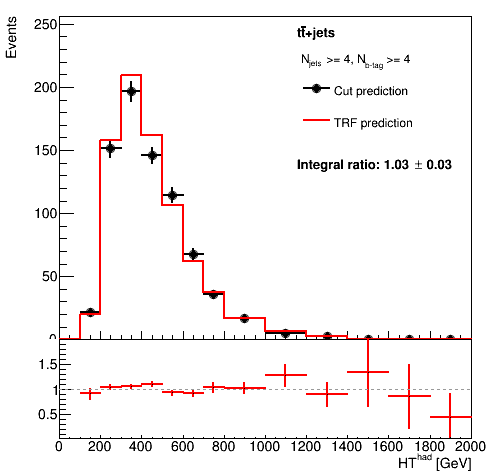 Events
250
200
150
100
50
0
tt̄+jets
N_jets >= 4, N_b-tag >= 4
Cut prediction
TRF prediction
Integral ratio: 1.03 ± 0.03
1.5
1
0.5
0 200 400 600 800 1000 1200 1400 1600 1800 2000
HT^had [GeV]